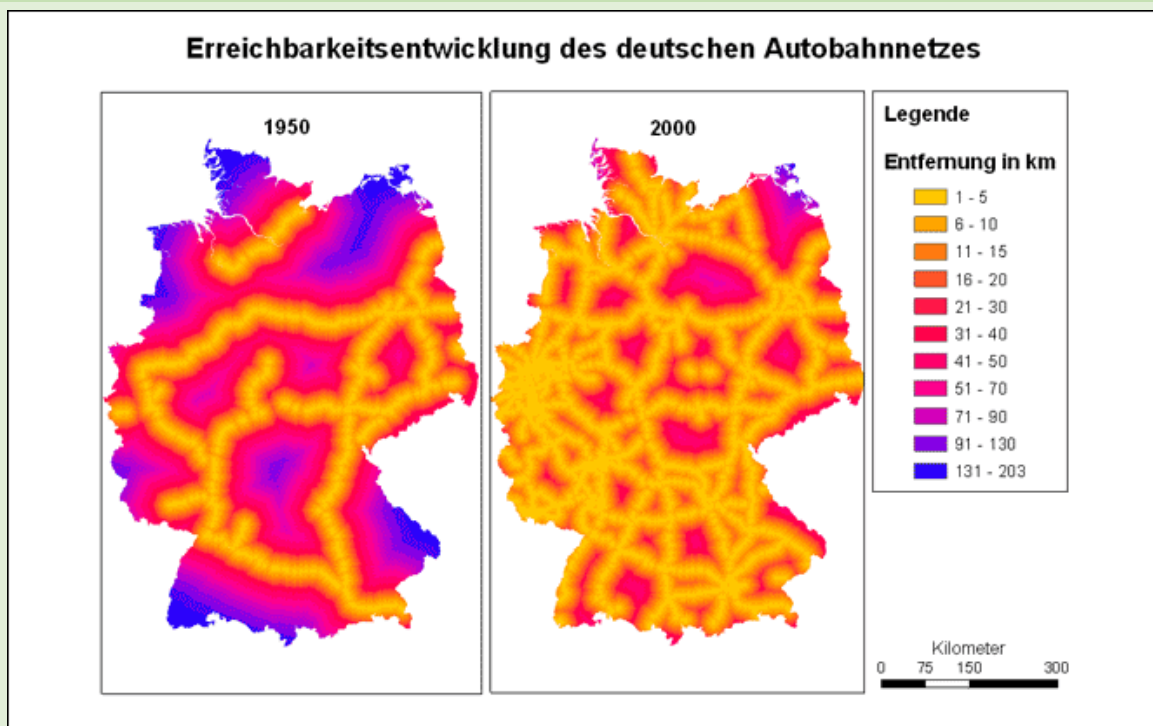 Erreichbarkeitsentwicklung des deutschen Autobahnnetzes
1950
2000
Legende
Entfernung in km
1 - 5
6 - 10
11 - 15
16 - 20
21 - 30
31 - 40
41 - 50
51 - 70
71 - 90
91 - 130
131 - 203
Kilometer
0 75 150 300